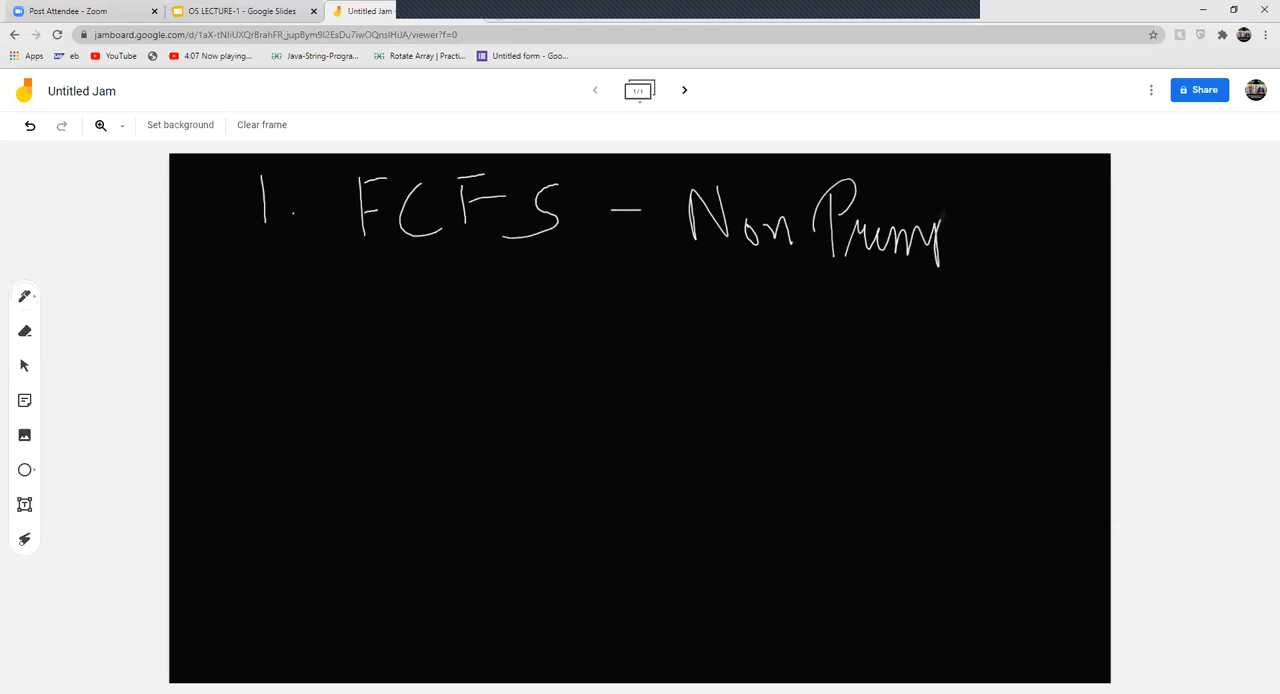 Post Attendee - Zoom
OS LECTURE-1 - Google Slides
Untitled Jam -
jamboard.google.com/d/1aX-tNIiUXQrBrahFR_jupBym9I2EsDu7iwOQnsIHiJA/viewer?f=0
Apps
eb
YouTube
4:07 Now playing...
Java-String-Progra...
Rotate Array | Practi...
Untitled form - Goo...
Untitled Jam
1/1
Share
Set background
Clear frame
1. FCFS - Non Premp